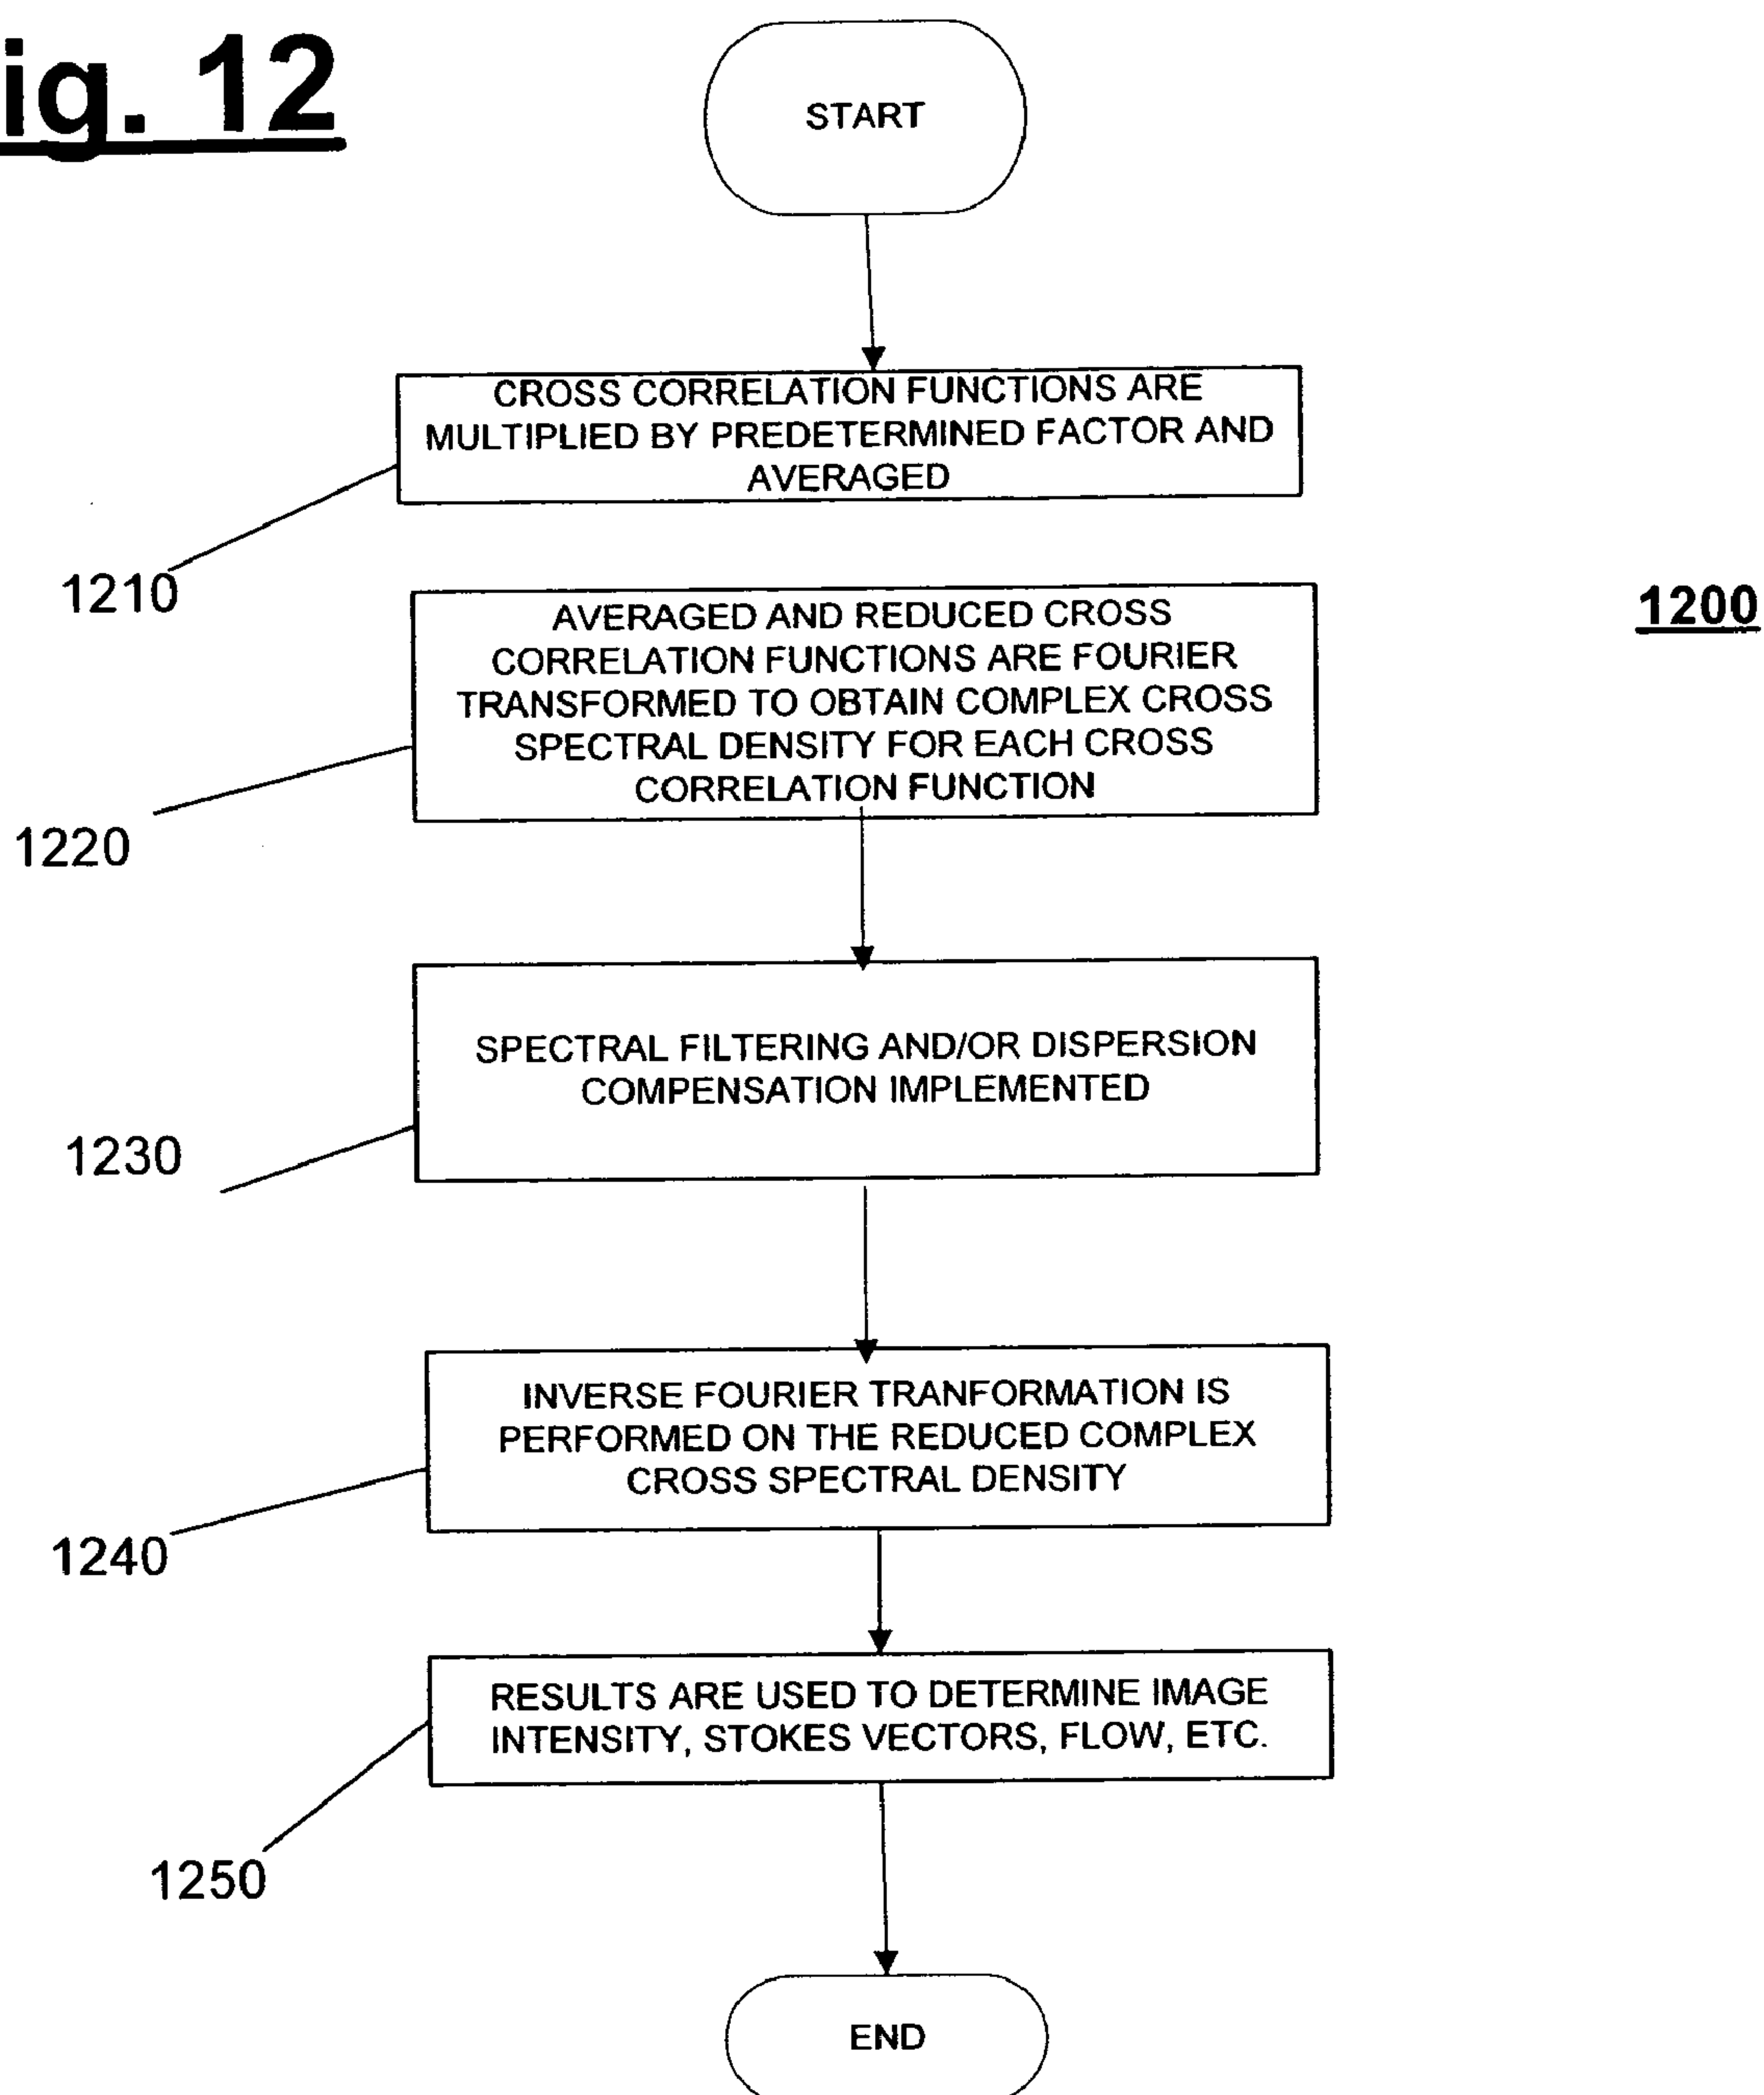 ig. 12
START
CROSS CORRELATION FUNCTIONS ARE
MULTIPLIED BY PREDETERMINED FACTOR AND
AVERAGED
1210
1200
AVERAGED AND REDUCED CROSS
CORRELATION FUNCTIONS ARE FOURIER
TRANSFORMED TO OBTAIN COMPLEX CROSS
SPECTRAL DENSITY FOR EACH CROSS
CORRELATION FUNCTION
1220
SPECTRAL FILTERING AND/OR DISPERSION
COMPENSATION IMPLEMENTED
1230
INVERSE FOURIER TRANFORMATION IS
PERFORMED ON THE REDUCED COMPLEX
CROSS SPECTRAL DENSITY
1240
RESULTS ARE USED TO DETERMINE IMAGE
INTENSITY, STOKES VECTORS, FLOW, ETC.
1250
END